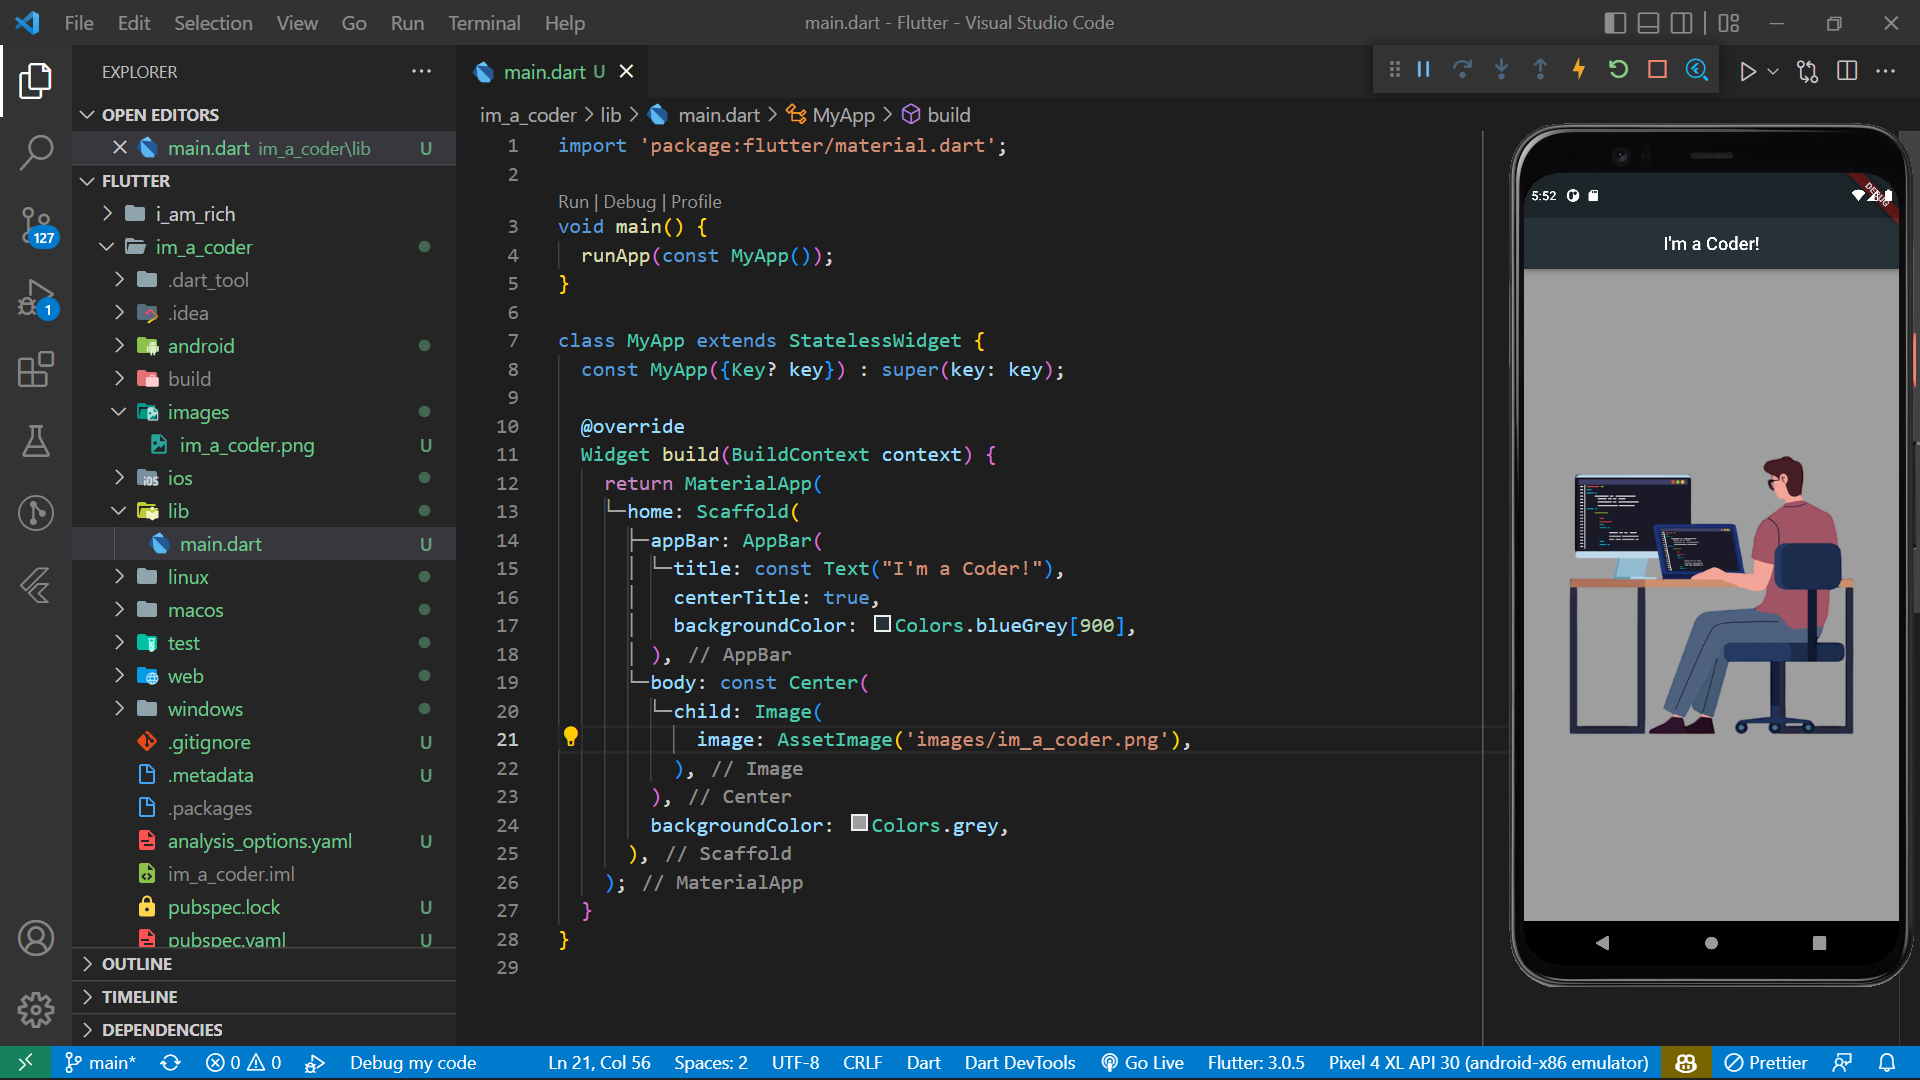 File Edit Selection View Go Run Terminal Help
main.dart - Flutter - Visual Studio Code
EXPLORER
OPEN EDITORS
main.dart im_a_coder\lib U
FLUTTER
i_am_rich
im_a_coder
.dart_tool
.idea
android
build
images
im_a_coder.png U
ios
lib
main.dart U
linux
macos
test
web
windows
.gitignore U
.metadata U
.packages
analysis_options.yaml U
im_a_coder.iml
pubspec.lock U
pubspec.yaml U
OUTLINE
TIMELINE
DEPENDENCIES
127
1
main.dart U
im_a_coder > lib > main.dart > MyApp > build
1 import 'package:flutter/material.dart';
2
Run | Debug | Profile
3 void main() {
4 runApp(const MyApp());
5 }
6
7 class MyApp extends StatelessWidget {
8 const MyApp({Key? key}) : super(key: key);
9
10 @override
11 Widget build(BuildContext context) {
12 return MaterialApp(
13 home: Scaffold(
14 appBar: AppBar(
15 title: const Text("I'm a Coder!"),
16 centerTitle: true,
17 backgroundColor: Colors.blueGrey[900],
18 ), // AppBar
19 body: const Center(
20 child: Image(
21 image: AssetImage('images/im_a_coder.png'),
22 ), // Image
23 ), // Center
24 backgroundColor: Colors.grey,
25 ), // Scaffold
26 ); // MaterialApp
27 }
28 }
29
5:52
DEBUG
I'm a Coder!
main* 0 0 Debug my code Ln 21, Col 56 Spaces: 2 UTF-8 CRLF Dart Dart DevTools Go Live Flutter: 3.0.5 Pixel 4 XL API 30 (android-x86 emulator) Prettier